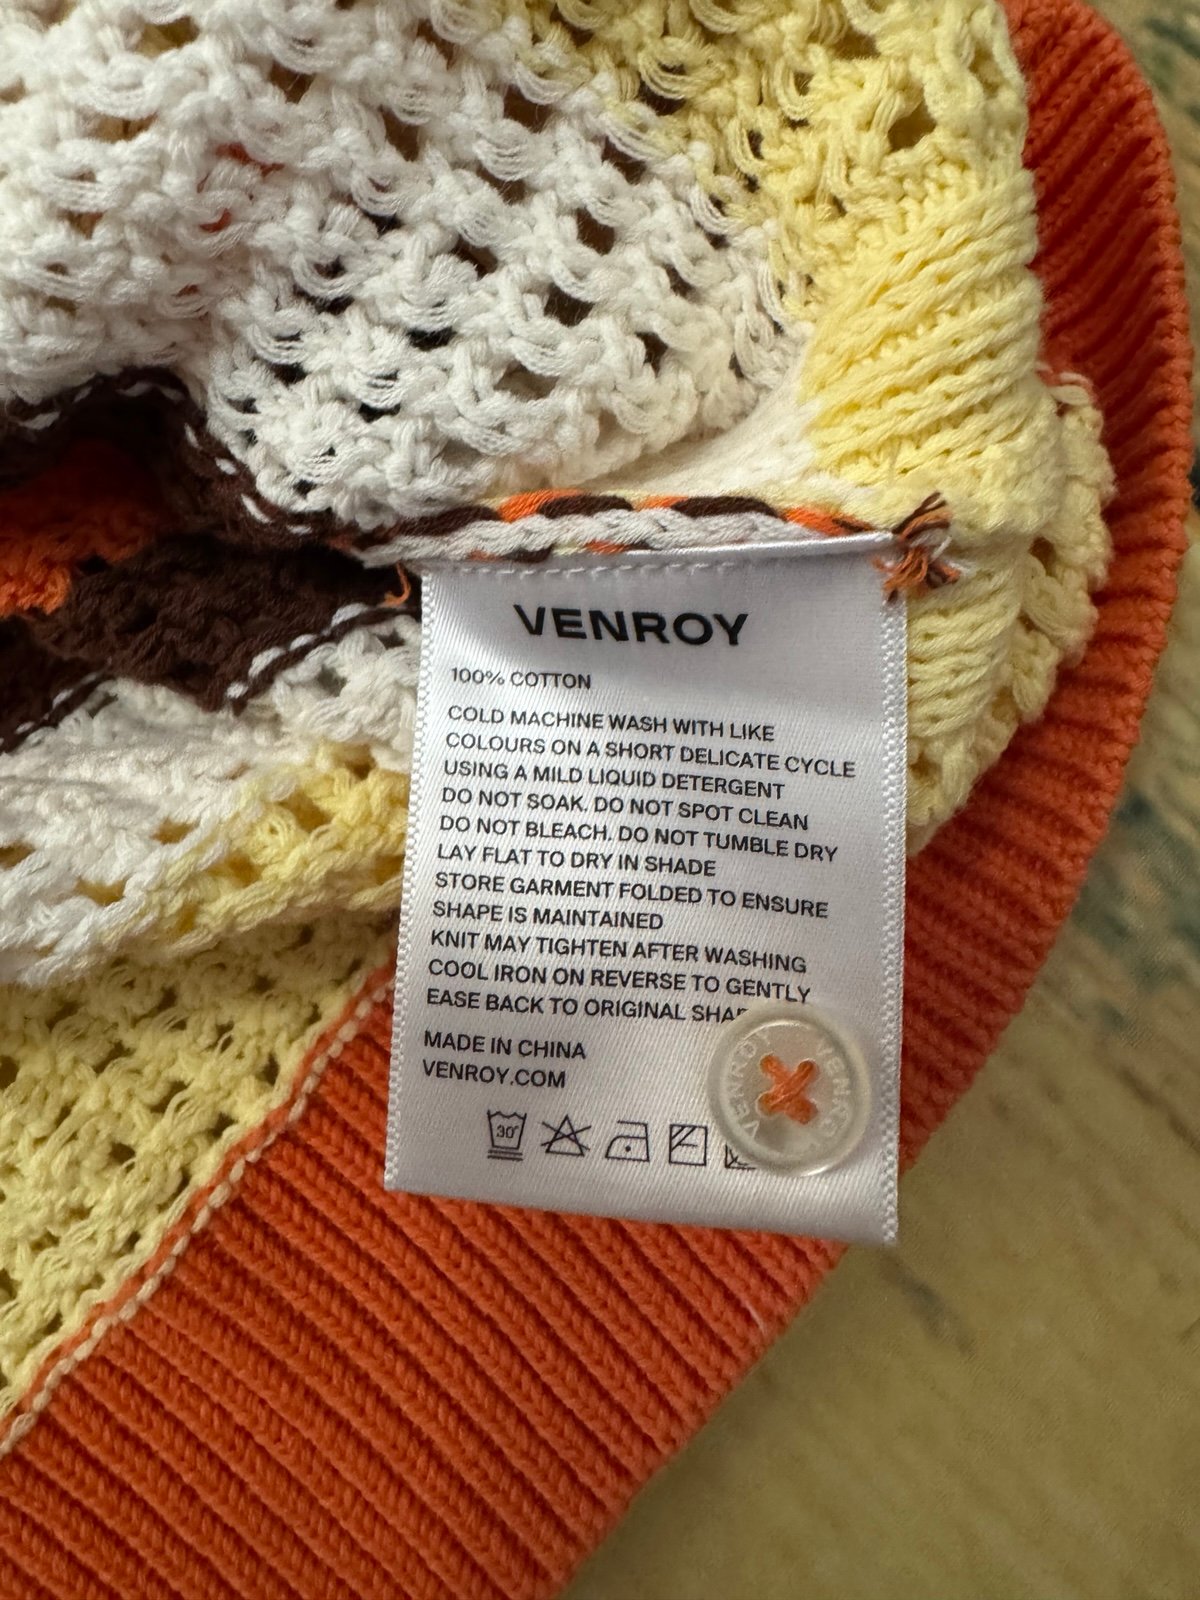 VENROY
100% COTTON
COLD MACHINE WASH WITH LIKE
COLOURS ON A SHORT DELICATE CYCLE
USING A MILD LIQUID DETERGENT
DO NOT SOAK. DO NOT SPOT CLEAN
DO NOT BLEACH. DO NOT TUMBLE DRY
LAY FLAT TO DRY IN SHADE
STORE GARMENT FOLDED TO ENSURE
SHAPE IS MAINTAINED
KNIT MAY TIGHTEN AFTER WASHING
COOL IRON ON REVERSE TO GENTLY
EASE BACK TO ORIGINAL
MADE IN CHINA
VENROY.COM
30°
VENROY